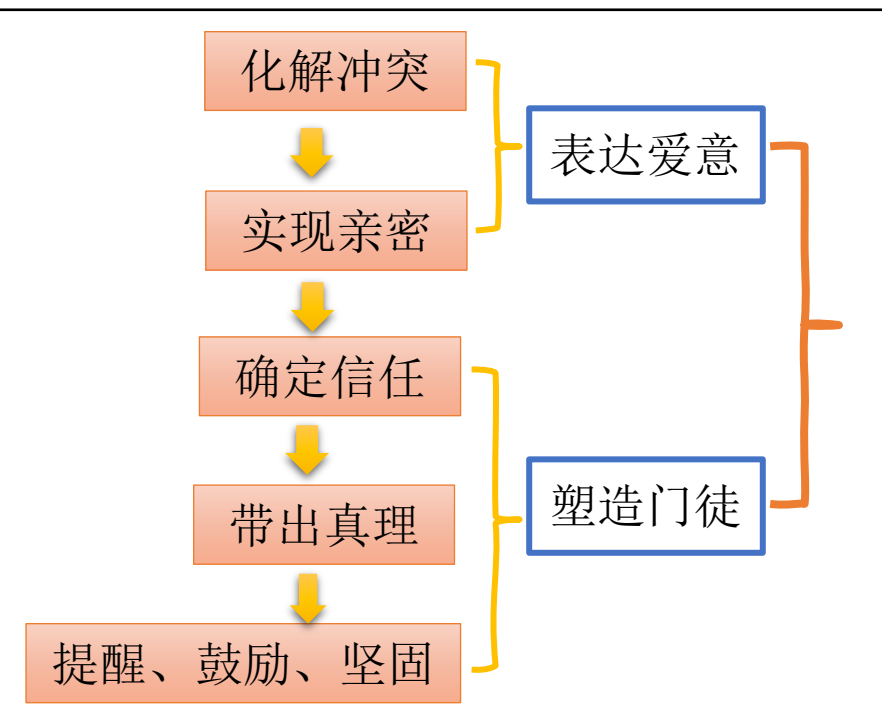 化解冲突
表达爱意
实现亲密
确定信任
带出真理
塑造门徒
提醒、鼓励、坚固